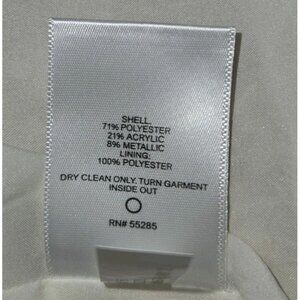 SHELL
71% POLYESTER
21% ACRYLIC
8% METALLIC
LINING:
100% POLYESTER
DRY CLEAN ONLY. TURN GARMENT
INSIDE OUT
RN# 55285